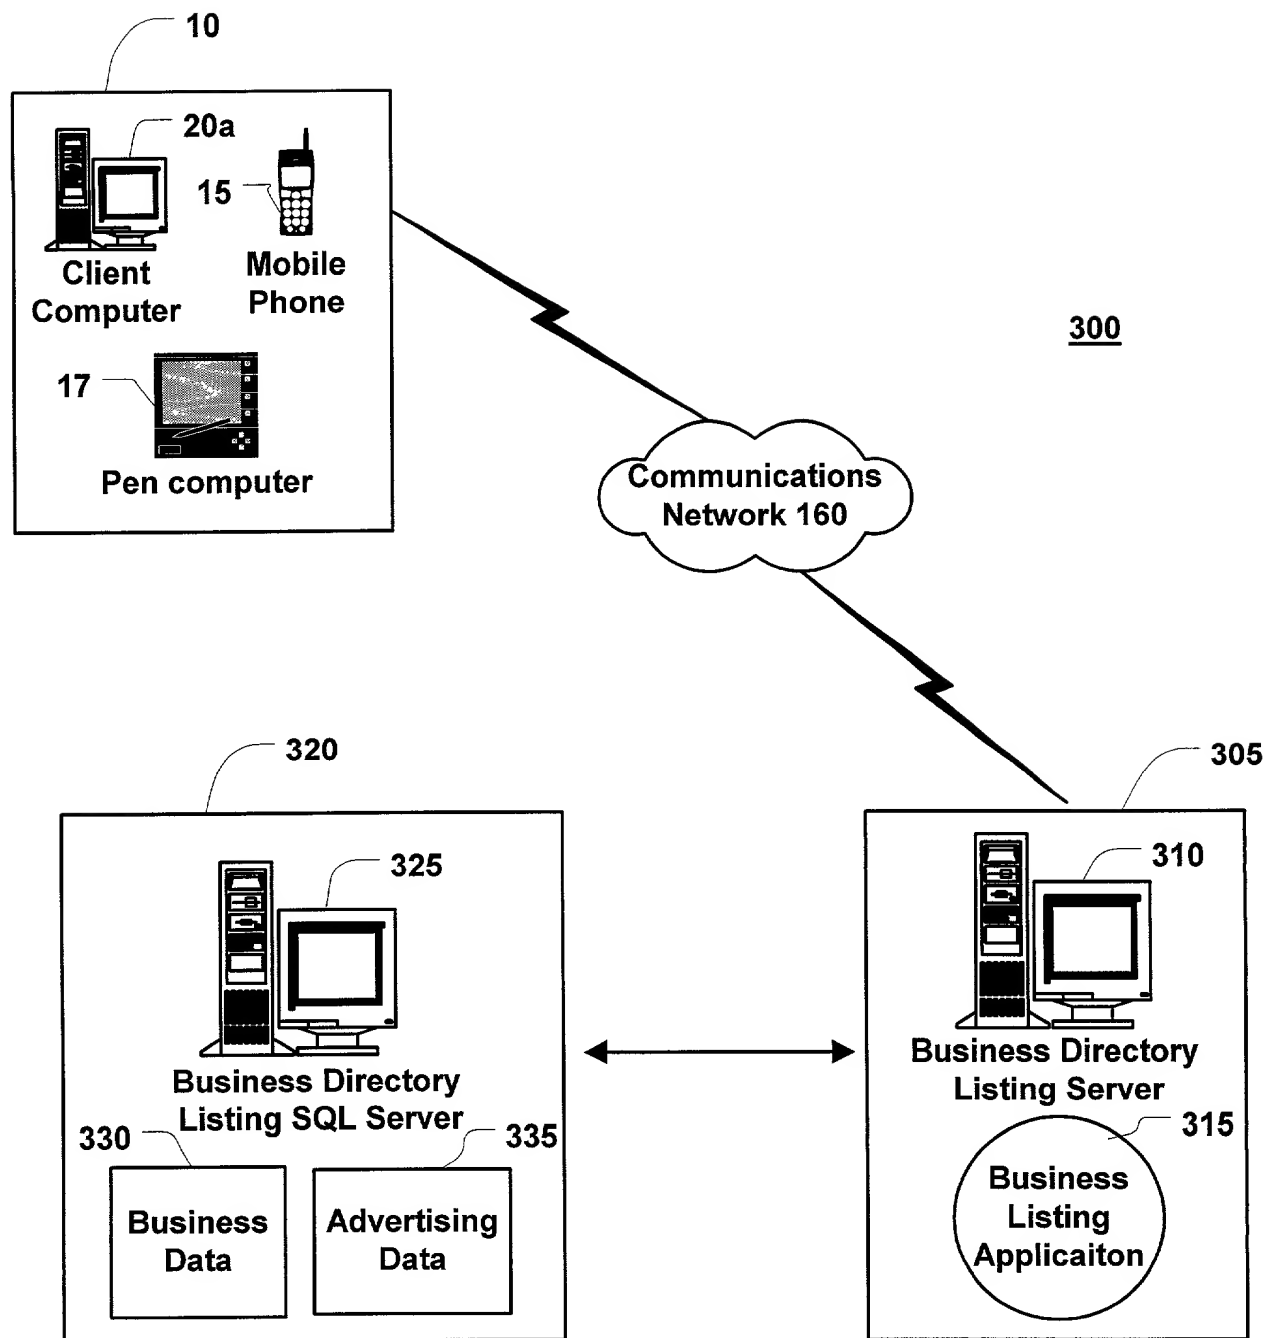 10
20a
15
Client
Computer
Mobile
Phone
17
Pen computer
300
Communications
Network 160
320
305
325
310
Business Directory
Listing SQL Server
Business Directory
Listing Server
330
335
315
Business
Data
Advertising
Data
Business
Listing
Applicaiton